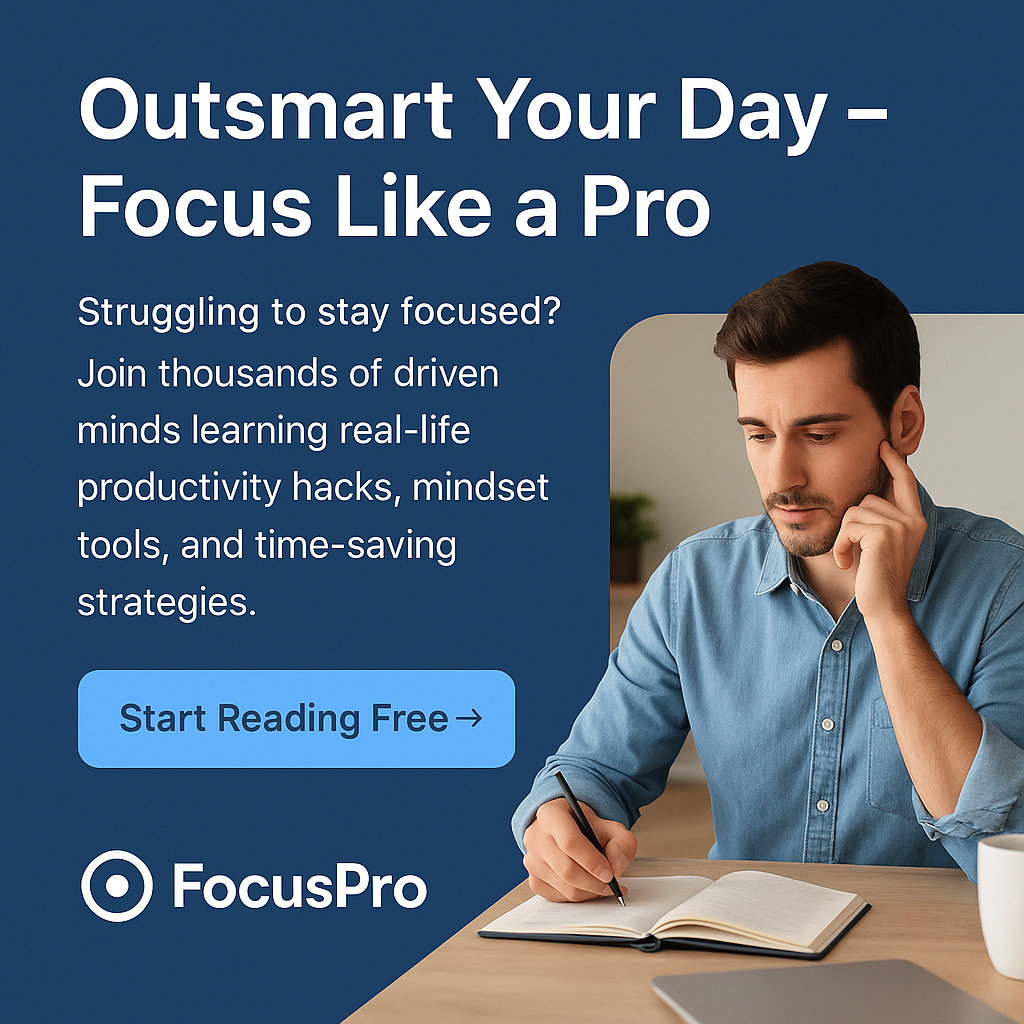 Outsmart Your Day –
Focus Like a Pro
Struggling to stay focused?
Join thousands of driven
minds learning real-life
productivity hacks, mindset
tools, and time-saving
strategies.
Start Reading Free →
FocusPro